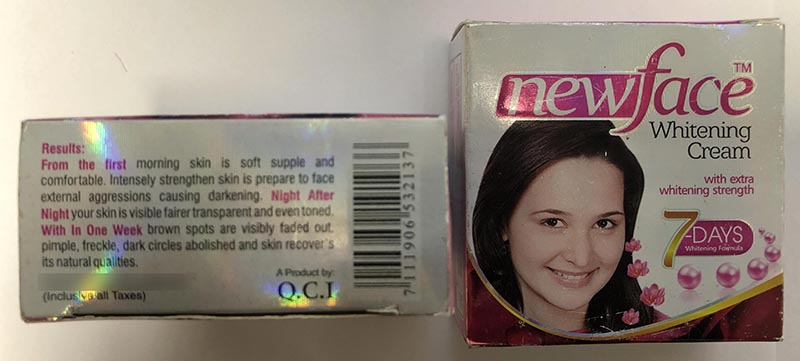 Results:
From the first morning skin is soft supple and
comfortable. Intensely strengthen skin is prepare to face
external aggressions causing darkening. Night After
Night your skin is visible fairer transparent and even toned.
With In One Week brown spots are visibly faded out,
pimple, freckle, dark circles abolished and skin recover`s
its natural qualities.
A Product by:
Q.C.I
(Inclusive all Taxes)
7 111906 532137
newface™
Whitening
Cream
with extra
whitening strength
7-DAYS
Whitening Formula